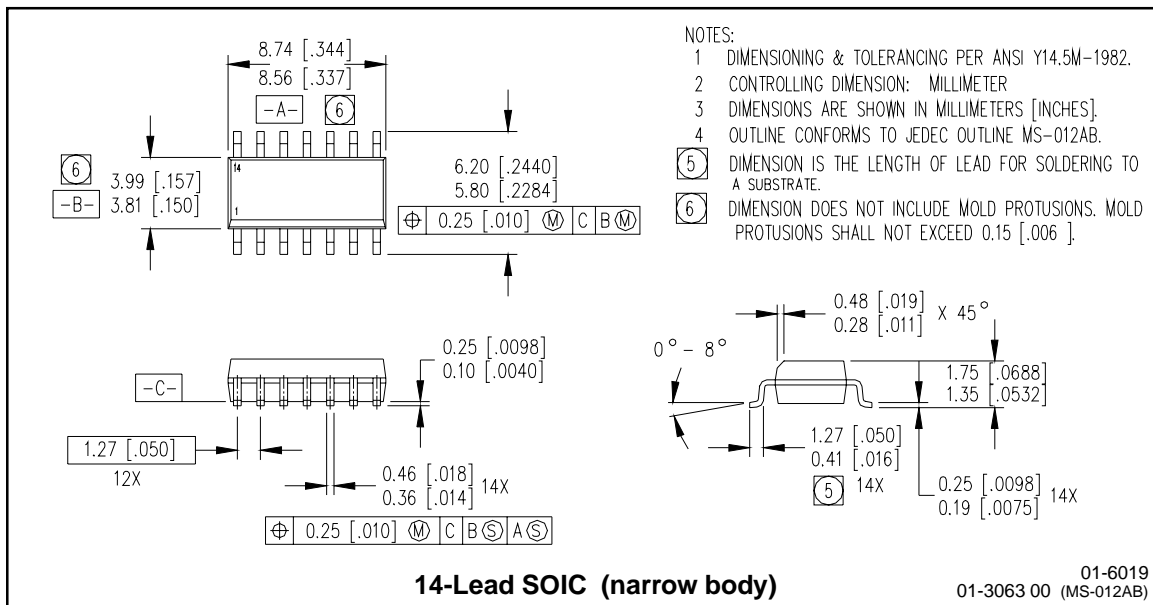 8.74 [.344]
8.56 [.337]
-A- 6
14
1
6
3.99 [.157]
3.81 [.150]
-B-
6.20 [.2440]
5.80 [.2284]
⌖ 0.25 [.010] Ⓜ C B Ⓜ
NOTES:
1 DIMENSIONING & TOLERANCING PER ANSI Y14.5M-1982.
2 CONTROLLING DIMENSION: MILLIMETER
3 DIMENSIONS ARE SHOWN IN MILLIMETERS [INCHES].
4 OUTLINE CONFORMS TO JEDEC OUTLINE MS-012AB.
5 DIMENSION IS THE LENGTH OF LEAD FOR SOLDERING TO
A SUBSTRATE.
6 DIMENSION DOES NOT INCLUDE MOLD PROTUSIONS. MOLD
PROTUSIONS SHALL NOT EXCEED 0.15 [.006 ].
-C-
0.25 [.0098]
0.10 [.0040]
1.27 [.050]
12X
0.46 [.018]
0.36 [.014] 14X
⌖ 0.25 [.010] Ⓜ C B Ⓢ A Ⓢ
0.48 [.019]
0.28 [.011] X 45°
0° - 8°
1.75 [.0688]
1.35 [.0532]
1.27 [.050]
0.41 [.016]
5 14X
0.25 [.0098]
0.19 [.0075] 14X
14-Lead SOIC (narrow body)
01-6019
01-3063 00 (MS-012AB)